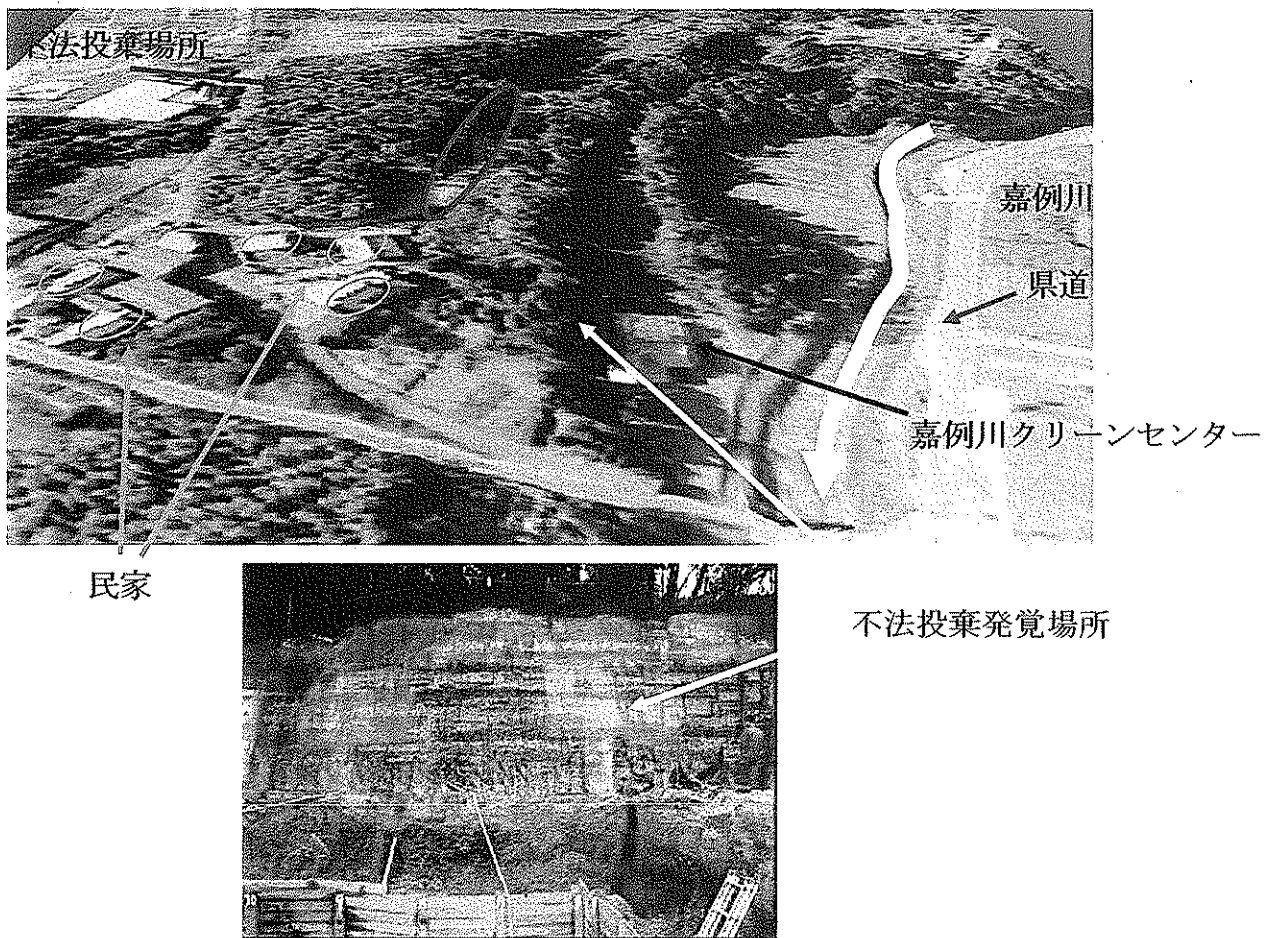 不法投棄場所
嘉例川
県道
嘉例川クリーンセンター
民家
不法投棄発覚場所